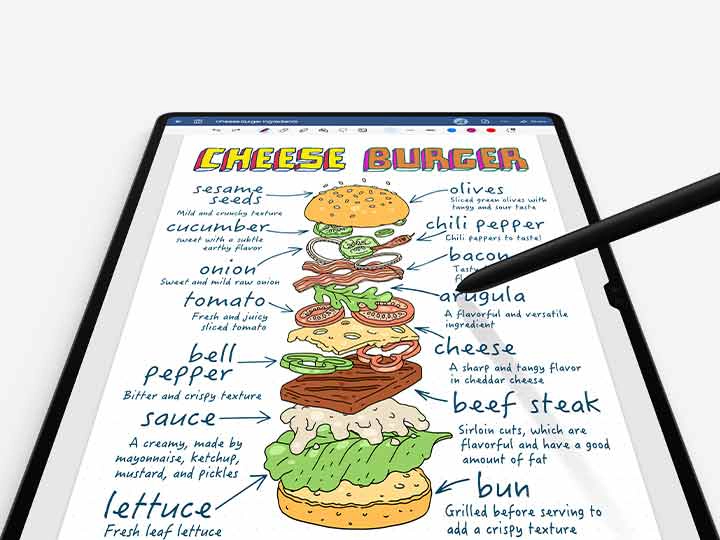 Cheese Burger Ingredients
Share
CHEESE BURGER
sesame
seeds
Mild and crunchy texture
cucumber
sweet with a subtle
earthy flavor
onion
Sweet and mild raw onion
tomato
Fresh and juicy
sliced tomato
bell
pepper
Bitter and crispy texture
sauce
A creamy, made by
mayonnaise, ketchup,
mustard, and pickles
lettuce
Fresh leaf lettuce
olives
Sliced green olives with
tangy and sour taste
chili pepper
Chili peppers to taste!
bacon
arugula
A flavorful and versatile
ingredient
cheese
A sharp and tangy flavor
in cheddar cheese
beef steak
Sirloin cuts, which are
flavorful and have a good
amount of fat
bun
Grilled before serving to
add a crispy texture